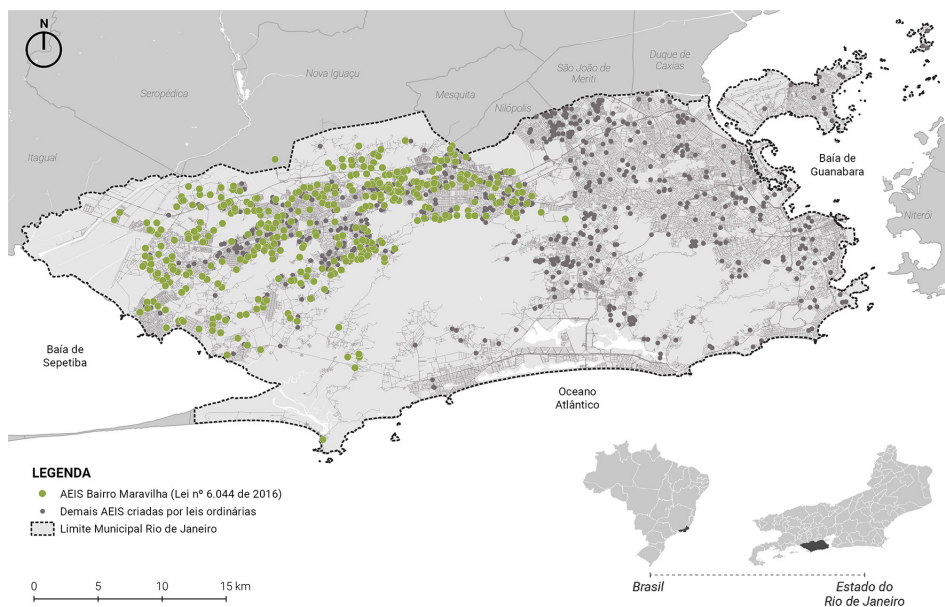 N
Duque de
Caxias
São João de
Meriti
Nova Iguaçu
Seropédica
Mesquita
Nilópolis
Itaguaí
Baía de
Guanabara
Niterói
Baía de
Sepetiba
Oceano
Atlântico
LEGENDA
AEIS Bairro Maravilha (Lei nº 6.044 de 2016)
Demais AEIS criadas por leis ordinárias
Limite Municipal Rio de Janeiro
0 5 10 15 km
Brasil
Estado do
Rio de Janeiro